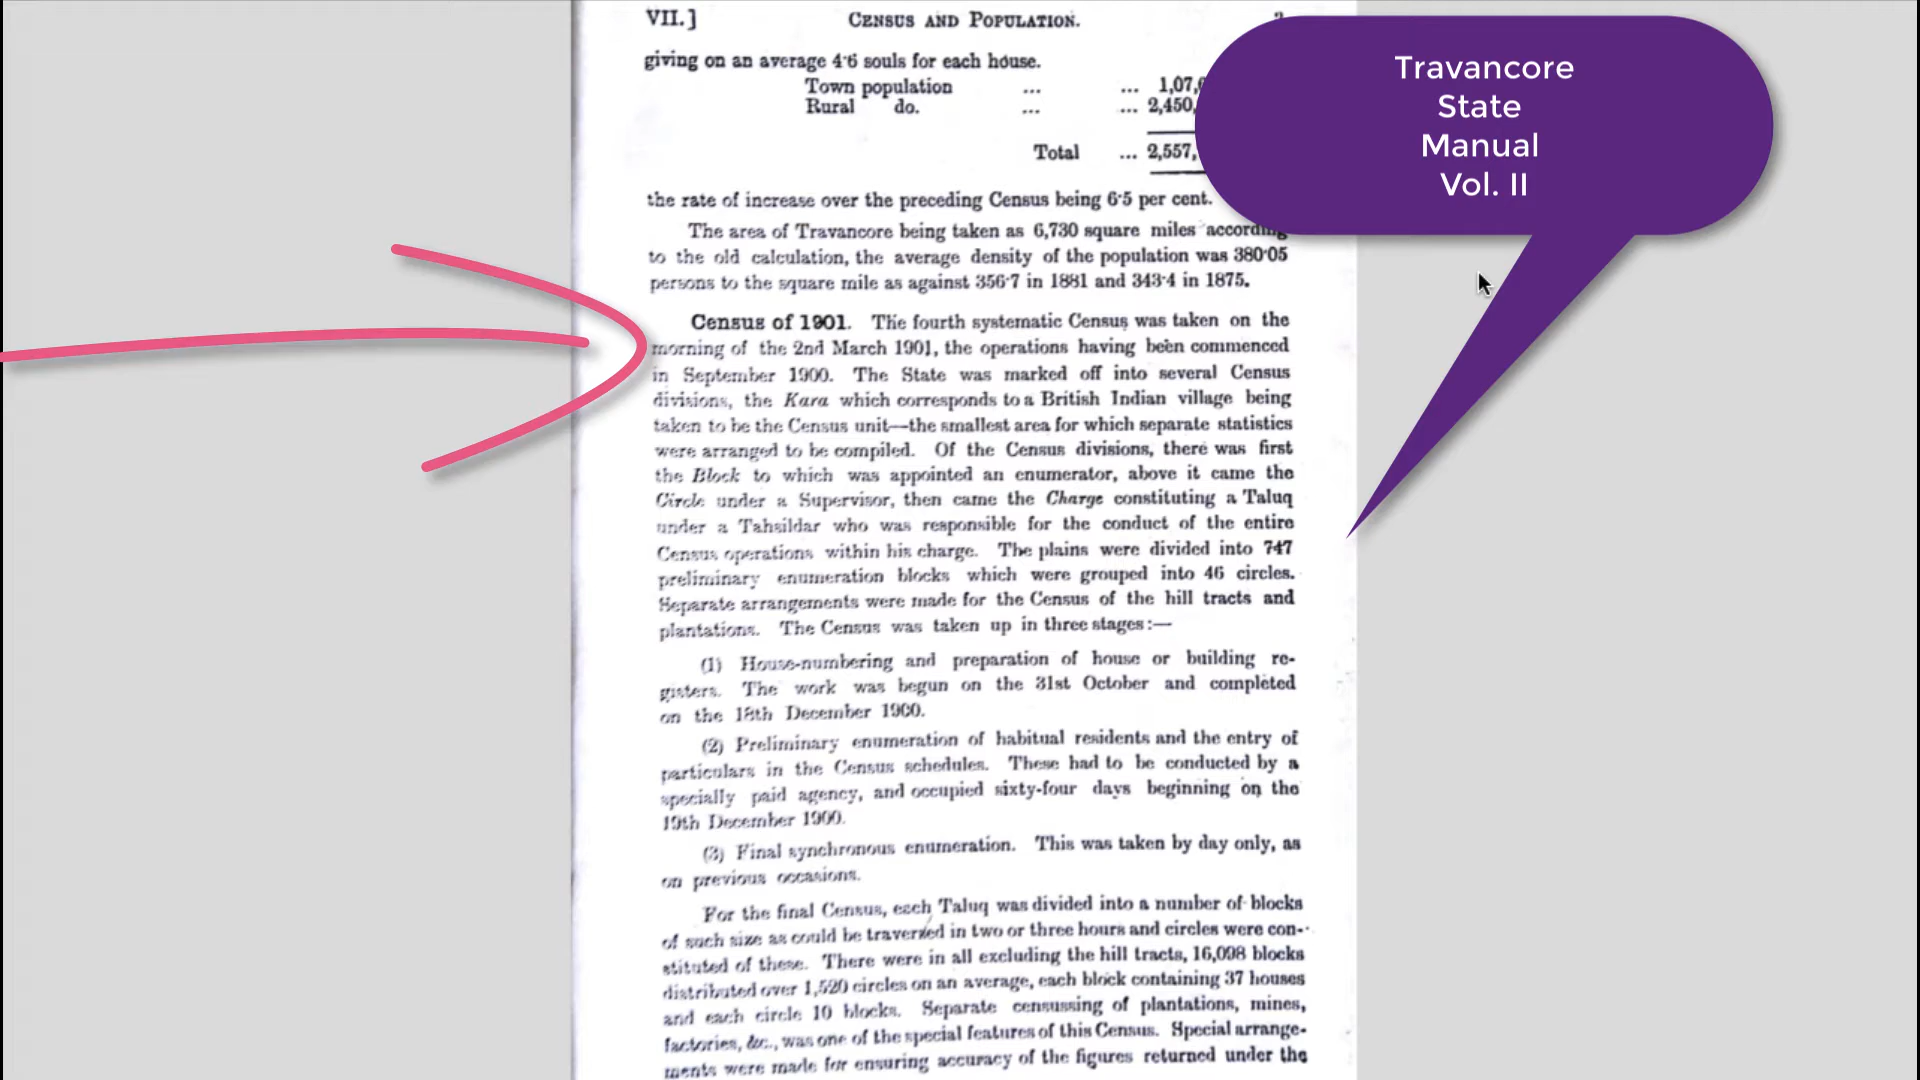 VII.] CENSUS AND POPULATION.
giving on an average 4·6 souls for each house.
Town population ... ... 1,07,
Rural do. ... ... 2,450,
Total ... 2,557,
the rate of increase over the preceding Census being 6·5 per cent.
The area of Travancore being taken as 6,730 square miles according
to the old calculation, the average density of the population was 380·05
persons to the square mile as against 356·7 in 1881 and 343·4 in 1875.
Census of 1901. The fourth systematic Census was taken on the
morning of the 2nd March 1901, the operations having been commenced
in September 1900. The State was marked off into several Census
divisions, the Kara which corresponds to a British Indian village being
taken to be the Census unit—the smallest area for which separate statistics
were arranged to be compiled. Of the Census divisions, there was first
the Block to which was appointed an enumerator, above it came the
Circle under a Supervisor, then came the Charge constituting a Taluq
under a Tahsildar who was responsible for the conduct of the entire
Census operations within his charge. The plains were divided into 747
preliminary enumeration blocks which were grouped into 46 circles.
Separate arrangements were made for the Census of the hill tracts and
plantations. The Census was taken up in three stages:—
(1) House-numbering and preparation of house or building re-
gisters. The work was begun on the 31st October and completed
on the 18th December 1900.
(2) Preliminary enumeration of habitual residents and the entry of
particulars in the Census schedules. These had to be conducted by a
specially paid agency, and occupied sixty-four days beginning on the
19th December 1900.
(3) Final synchronous enumeration. This was taken by day only, as
on previous occasions.
For the final Census, each Taluq was divided into a number of blocks
of such size as could be traversed in two or three hours and circles were con-
stituted of these. There were in all excluding the hill tracts, 16,098 blocks
distributed over 1,520 circles on an average, each block containing 37 houses
and each circle 10 blocks. Separate censussing of plantations, mines,
factories, &c., was one of the special features of this Census. Special arrange-
ments were made for ensuring accuracy of the figures returned under the
Travancore
State
Manual
Vol. II